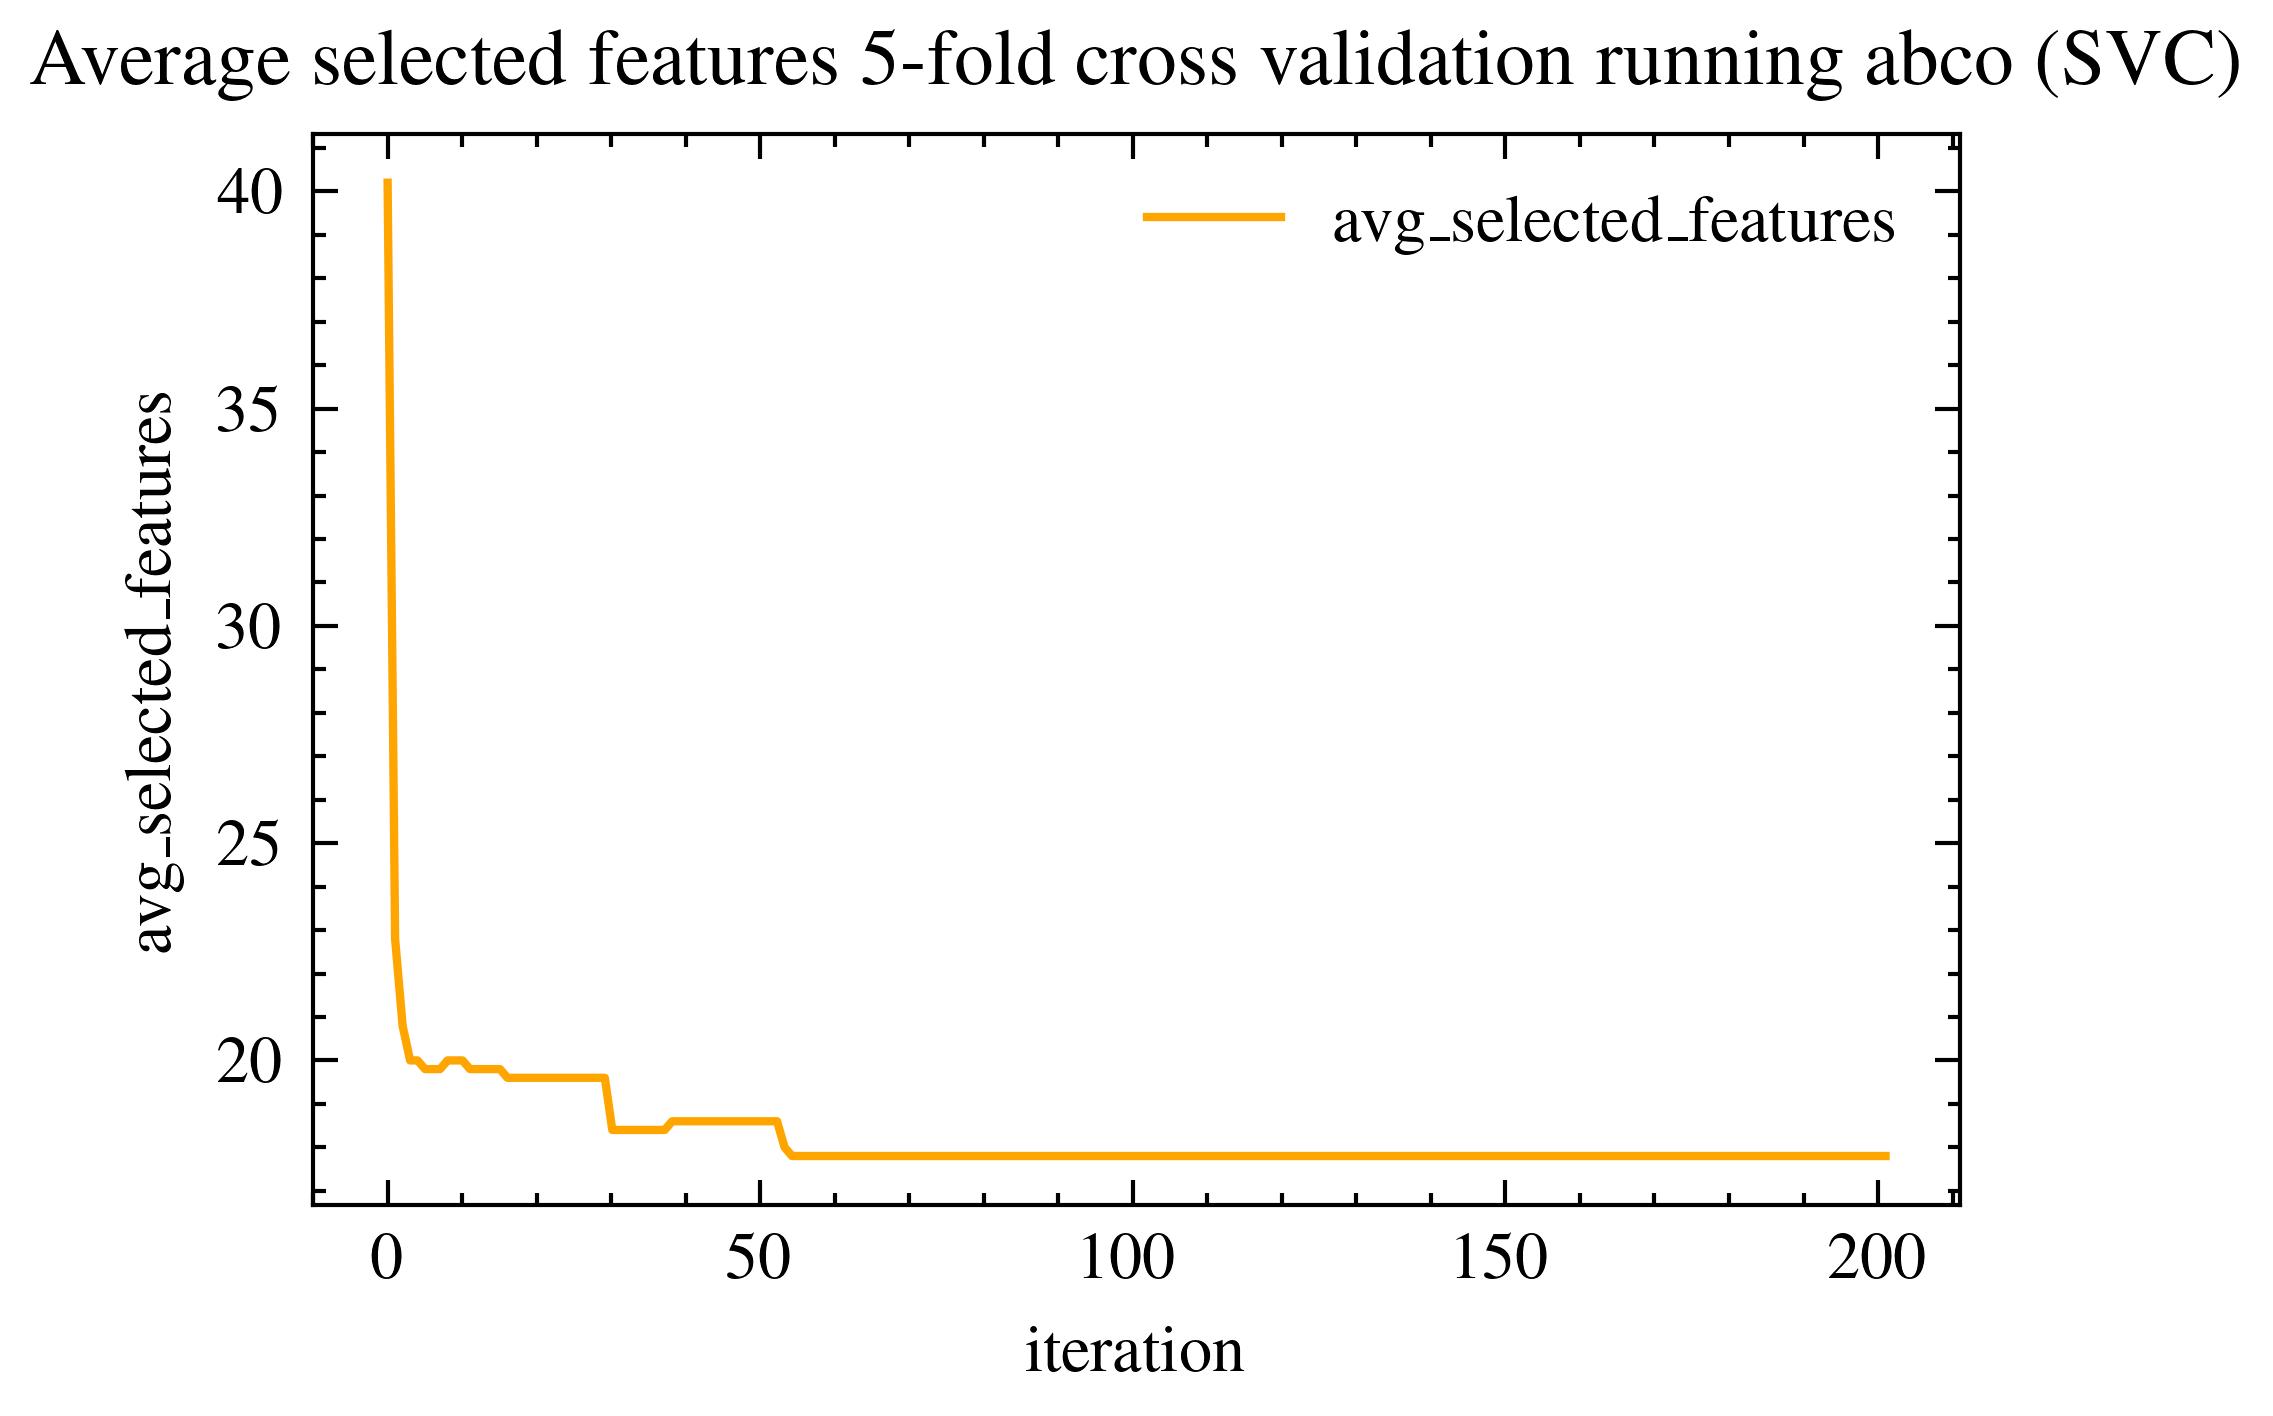 Average selected features 5-fold cross validation running abco (SVC)
avg_selected_features
avg_selected_features
40
35
30
25
20
0 50 100 150 200
iteration